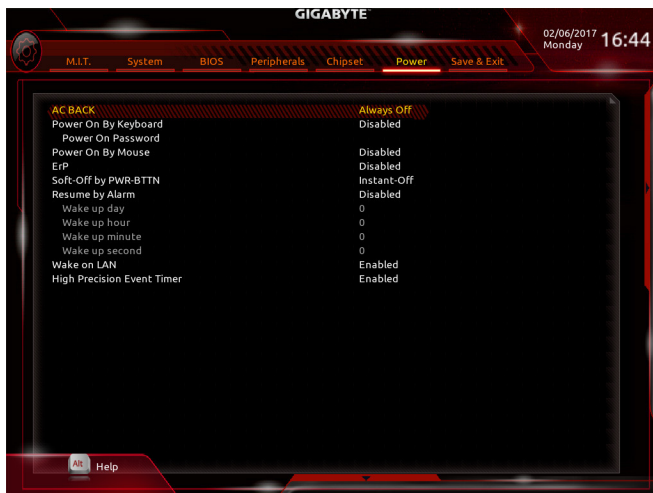 GIGABYTE™
02/06/2017 Monday 16:44
M.I.T. System BIOS Peripherals Chipset Power Save & Exit
AC BACK Always Off
Power On By Keyboard Disabled
Power On Password
Power On By Mouse Disabled
ErP Disabled
Soft-Off by PWR-BTTN Instant-Off
Resume by Alarm Disabled
Wake up day 0
Wake up hour 0
Wake up minute 0
Wake up second 0
Wake on LAN Enabled
High Precision Event Timer Enabled
Alt Help